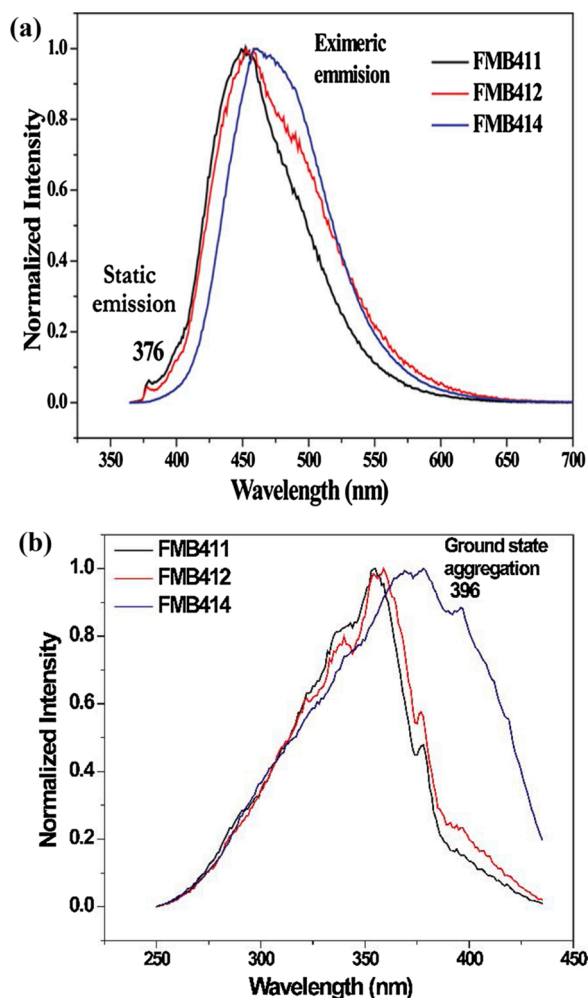 (a)
Eximeric
emmision
FMB411
FMB412
FMB414
Static
emission
376
1.0
0.8
0.6
0.4
0.2
0.0
Normalized Intensity
350 400 450 500 550 600 650 700
Wavelength (nm)
(b)
FMB411
FMB412
FMB414
Ground state
aggregation
396
1.0
0.8
0.6
0.4
0.2
0.0
Normalized Intensity
250 300 350 400 450
Wavelength (nm)